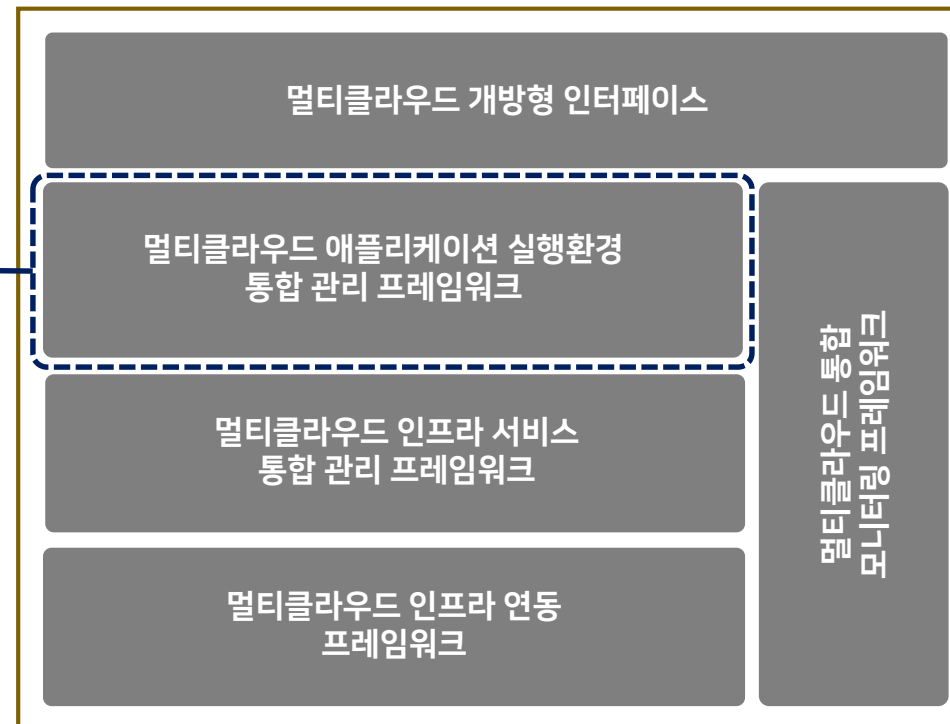 멀티클라우드 개방형 인터페이스
멀티클라우드 애플리케이션 실행환경
통합 관리 프레임워크
멀티클라우드 인프라 서비스
통합 관리 프레임워크
멀티클라우드 인프라 연동
프레임워크
멀티클라우드 통합
모니터링 프레임워크